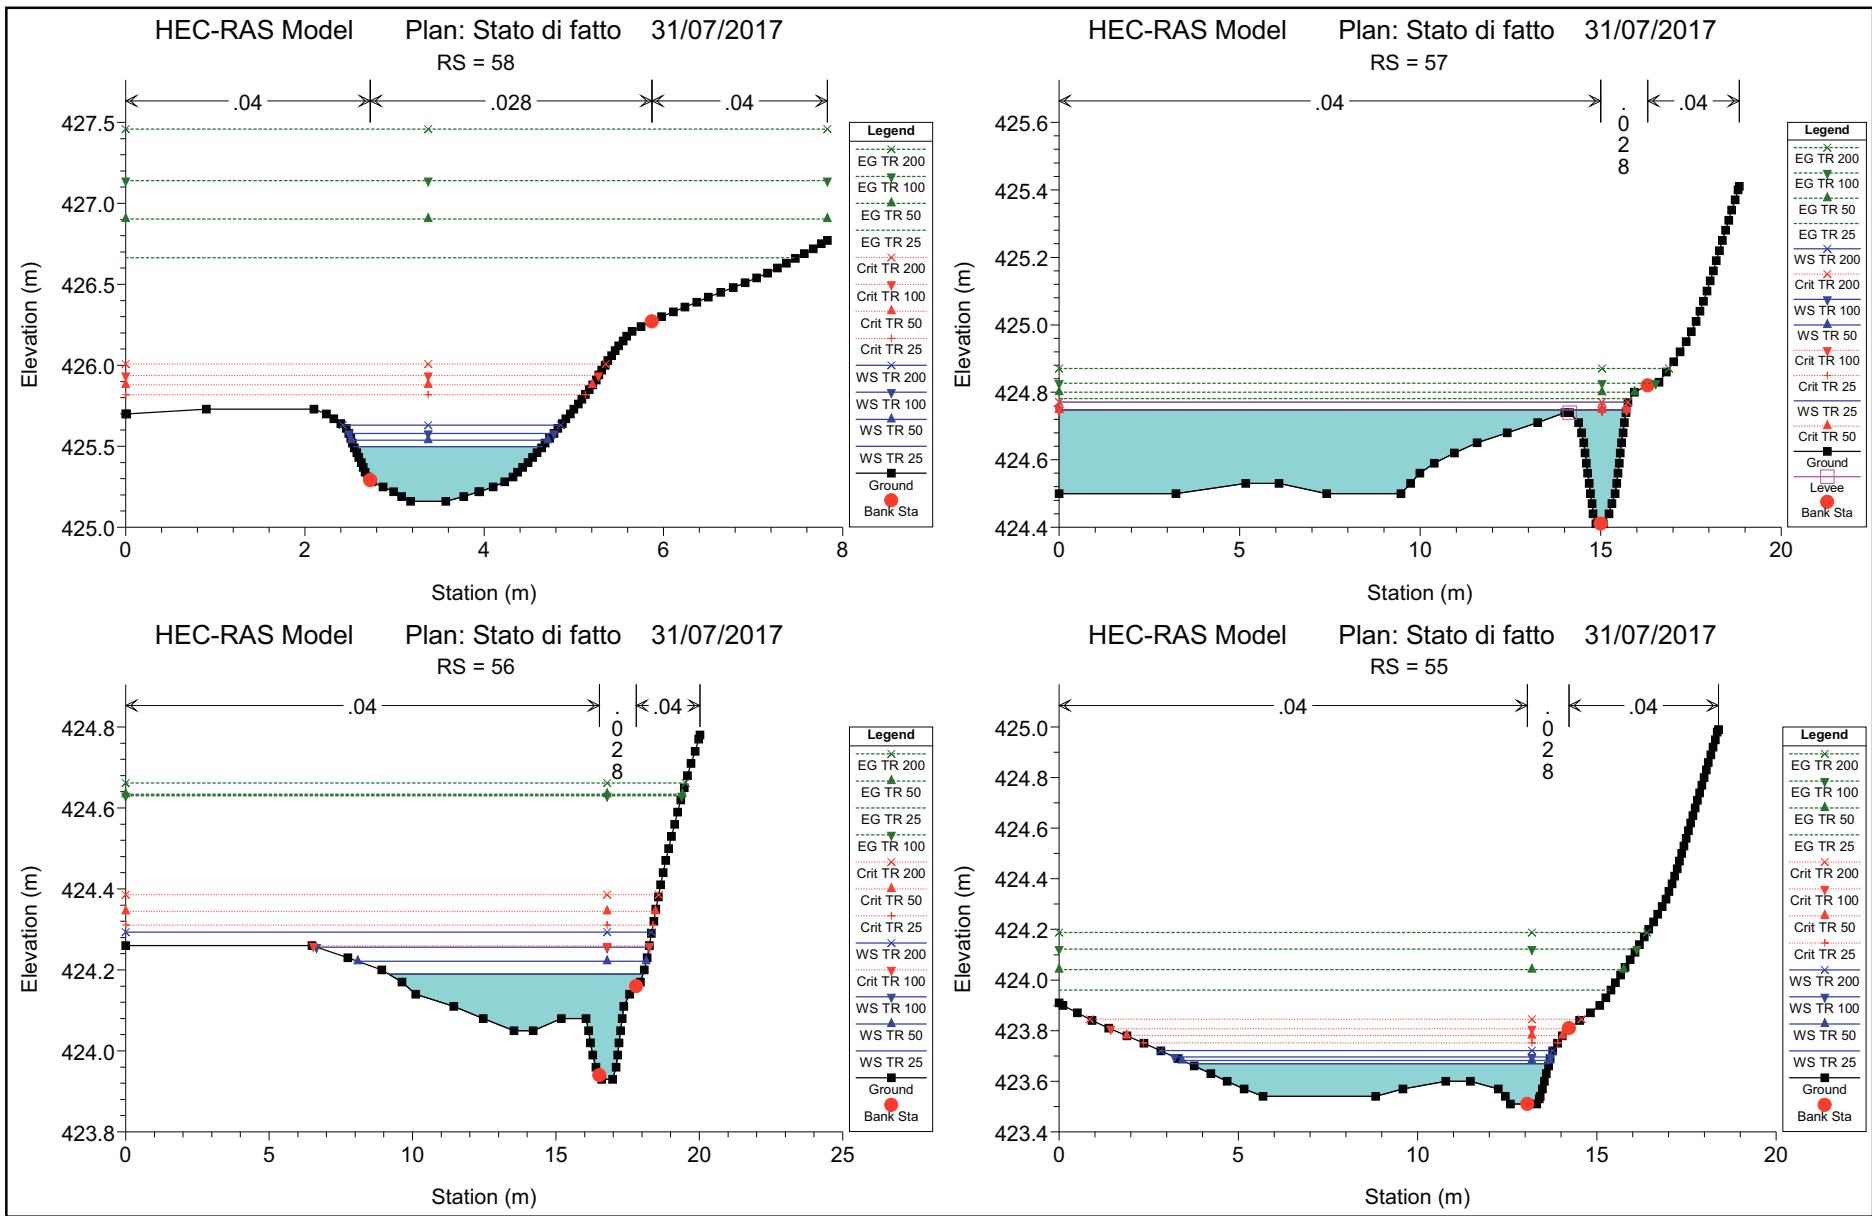 HEC-RAS Model Plan: Stato di fatto 31/07/2017
RS = 58
.04 .028 .04
427.5
427.0
426.5
426.0
425.5
425.0
0 2 4 6 8
Station (m)
Elevation (m)
Legend
EG TR 200
EG TR 100
EG TR 50
EG TR 25
Crit TR 200
Crit TR 100
Crit TR 50
Crit TR 25
WS TR 200
WS TR 100
WS TR 50
WS TR 25
Ground
Bank Sta
HEC-RAS Model Plan: Stato di fatto 31/07/2017
RS = 57
.04 .028 .04
425.6
425.4
425.2
425.0
424.8
424.6
424.4
0 5 10 15 20
Station (m)
Elevation (m)
Legend
EG TR 200
EG TR 100
EG TR 50
EG TR 25
WS TR 200
Crit TR 200
WS TR 100
WS TR 50
Crit TR 100
Crit TR 25
WS TR 25
Crit TR 50
Ground
Levee
Bank Sta
HEC-RAS Model Plan: Stato di fatto 31/07/2017
RS = 56
.04 .028 .04
424.8
424.6
424.4
424.2
424.0
423.8
0 5 10 15 20 25
Station (m)
Elevation (m)
Legend
EG TR 200
EG TR 50
EG TR 25
EG TR 100
Crit TR 200
Crit TR 50
Crit TR 25
WS TR 200
Crit TR 100
WS TR 100
WS TR 50
WS TR 25
Ground
Bank Sta
HEC-RAS Model Plan: Stato di fatto 31/07/2017
RS = 55
.04 .028 .04
425.0
424.8
424.6
424.4
424.2
424.0
423.8
423.6
423.4
0 5 10 15 20
Station (m)
Elevation (m)
Legend
EG TR 200
EG TR 100
EG TR 50
EG TR 25
Crit TR 200
Crit TR 100
Crit TR 50
Crit TR 25
WS TR 200
WS TR 100
WS TR 50
WS TR 25
Ground
Bank Sta